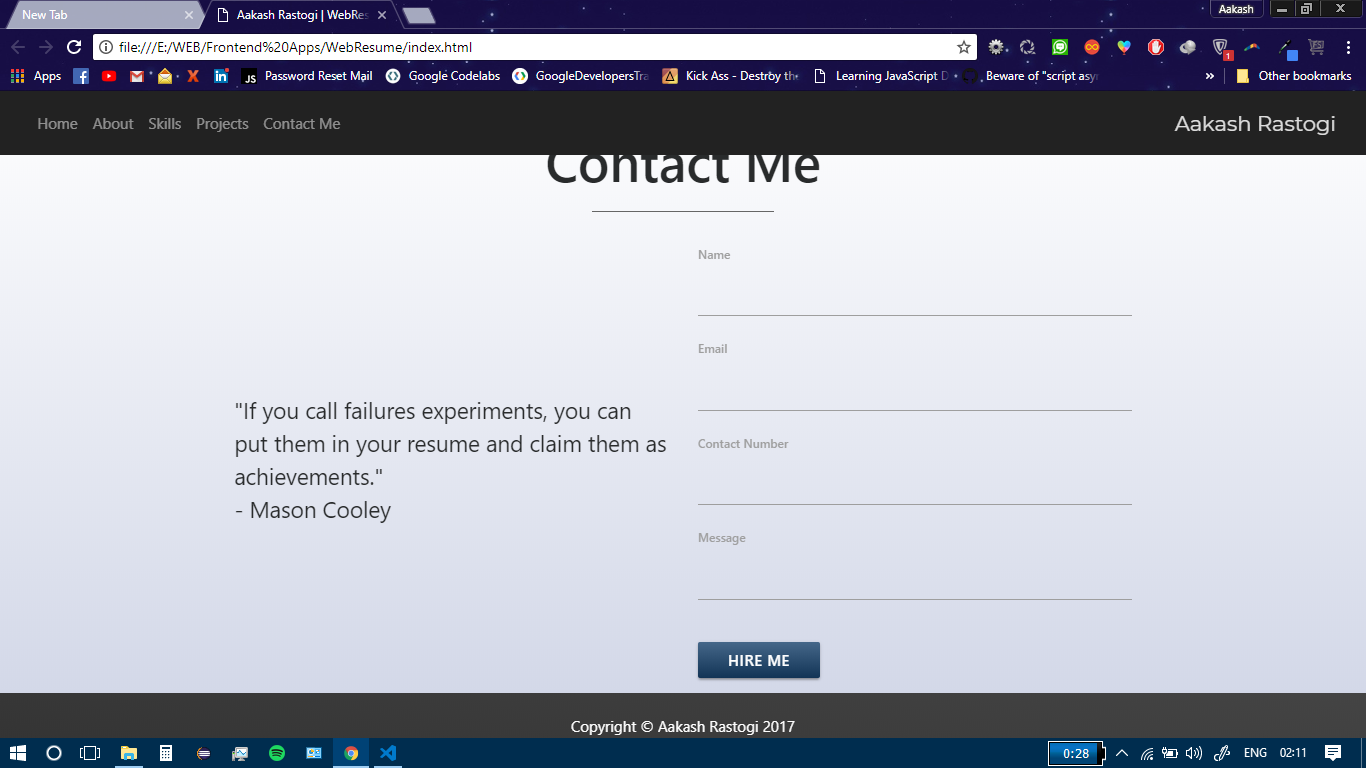 New Tab
Aakash Rastogi | WebRes
Aakash
file:///E:/WEB/Frontend%20Apps/WebResume/index.html
Apps
Password Reset Mail
Google Codelabs
GoogleDevelopersTra
Kick Ass - Destroy the
Learning JavaScript D
Beware of "script asyn
»
Other bookmarks
Home
About
Skills
Projects
Contact Me
Aakash Rastogi
Contact Me
Name
Email
"If you call failures experiments, you can
put them in your resume and claim them as
achievements."
- Mason Cooley
Contact Number
Message
HIRE ME
Copyright © Aakash Rastogi 2017
0:28
ENG
02:11